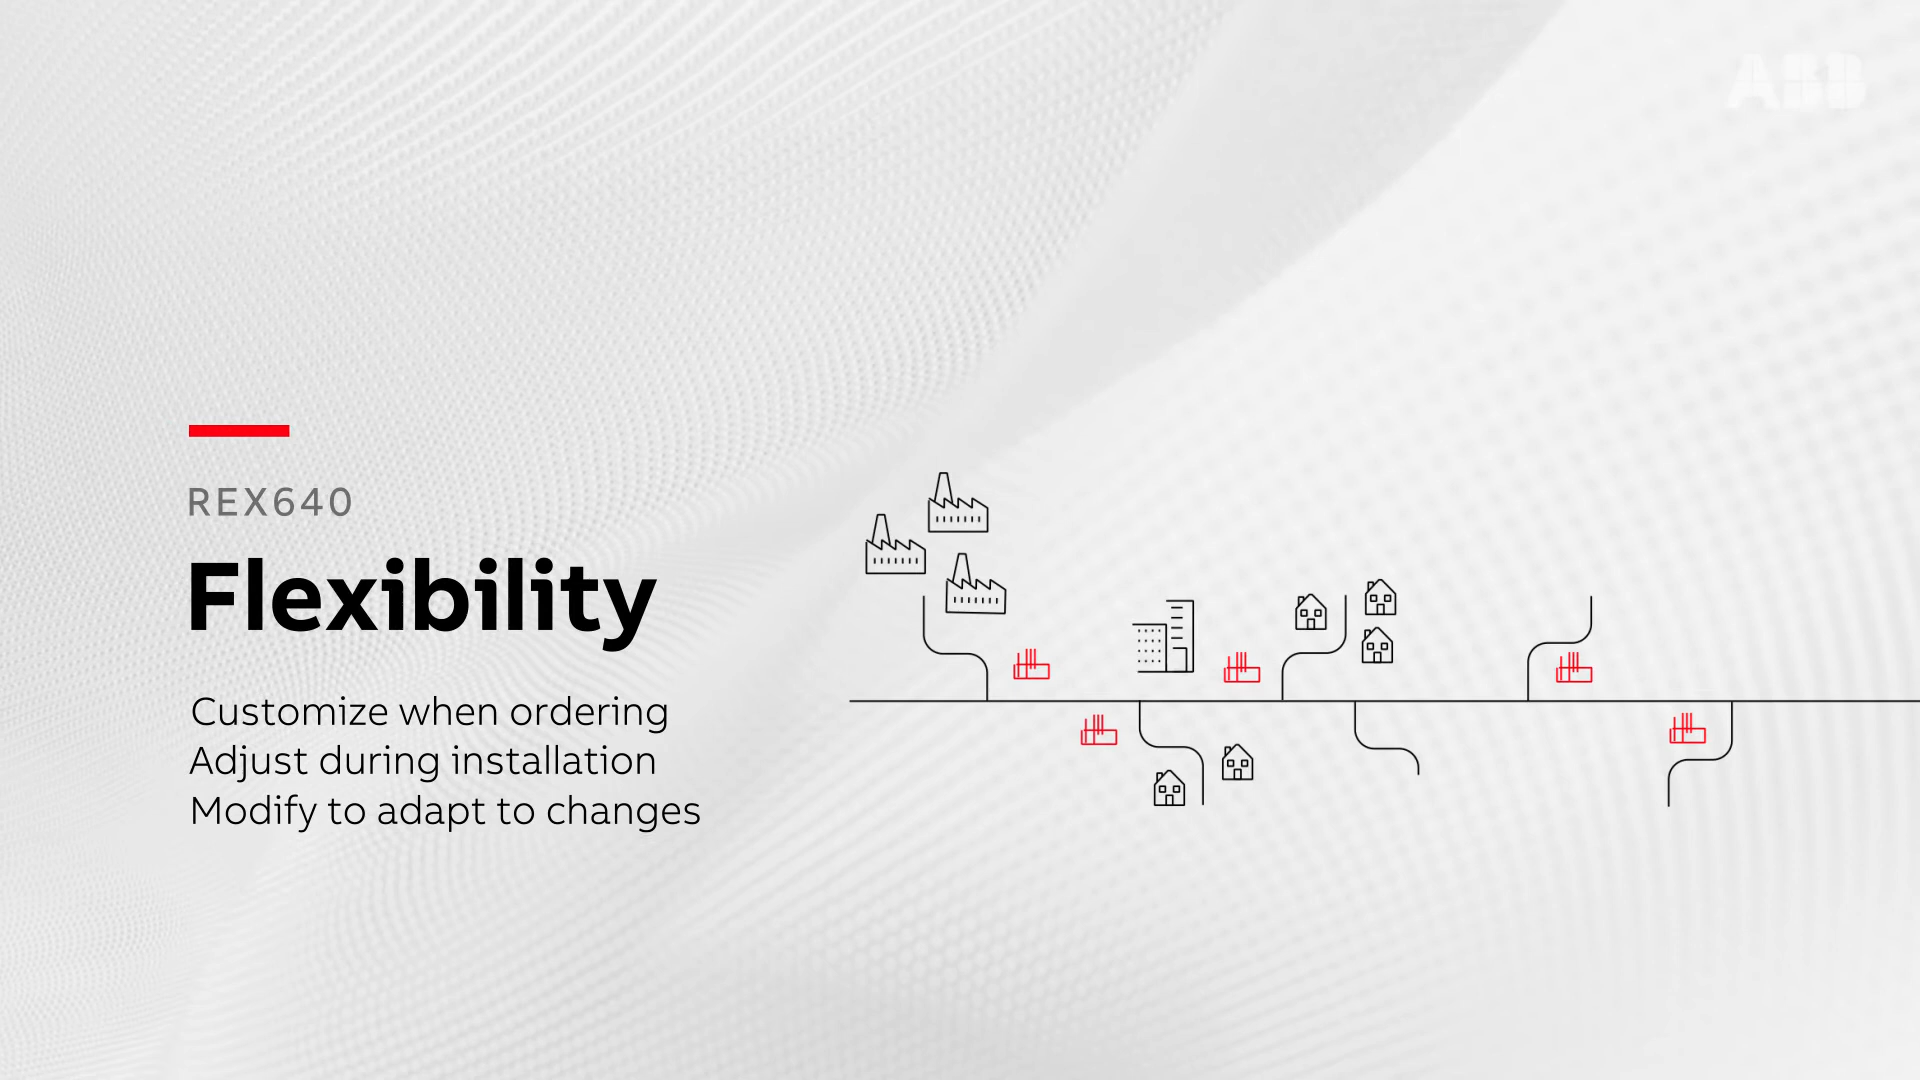 ABB
REX640
Flexibility
Customize when ordering
Adjust during installation
Modify to adapt to changes